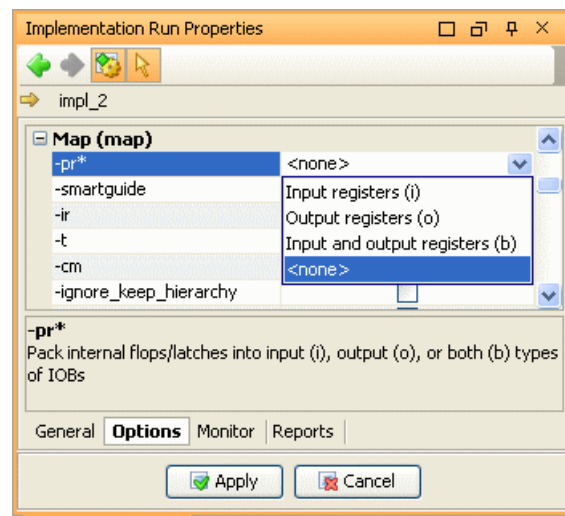 Implementation Run Properties
impl_2
Map (map)
-pr* <none>
-smartguide Input registers (i)
-ir Output registers (o)
-t Input and output registers (b)
-cm <none>
-ignore_keep_hierarchy
-pr*
Pack internal flops/latches into input (i), output (o), or both (b) types
of IOBs
General Options Monitor Reports
Apply Cancel